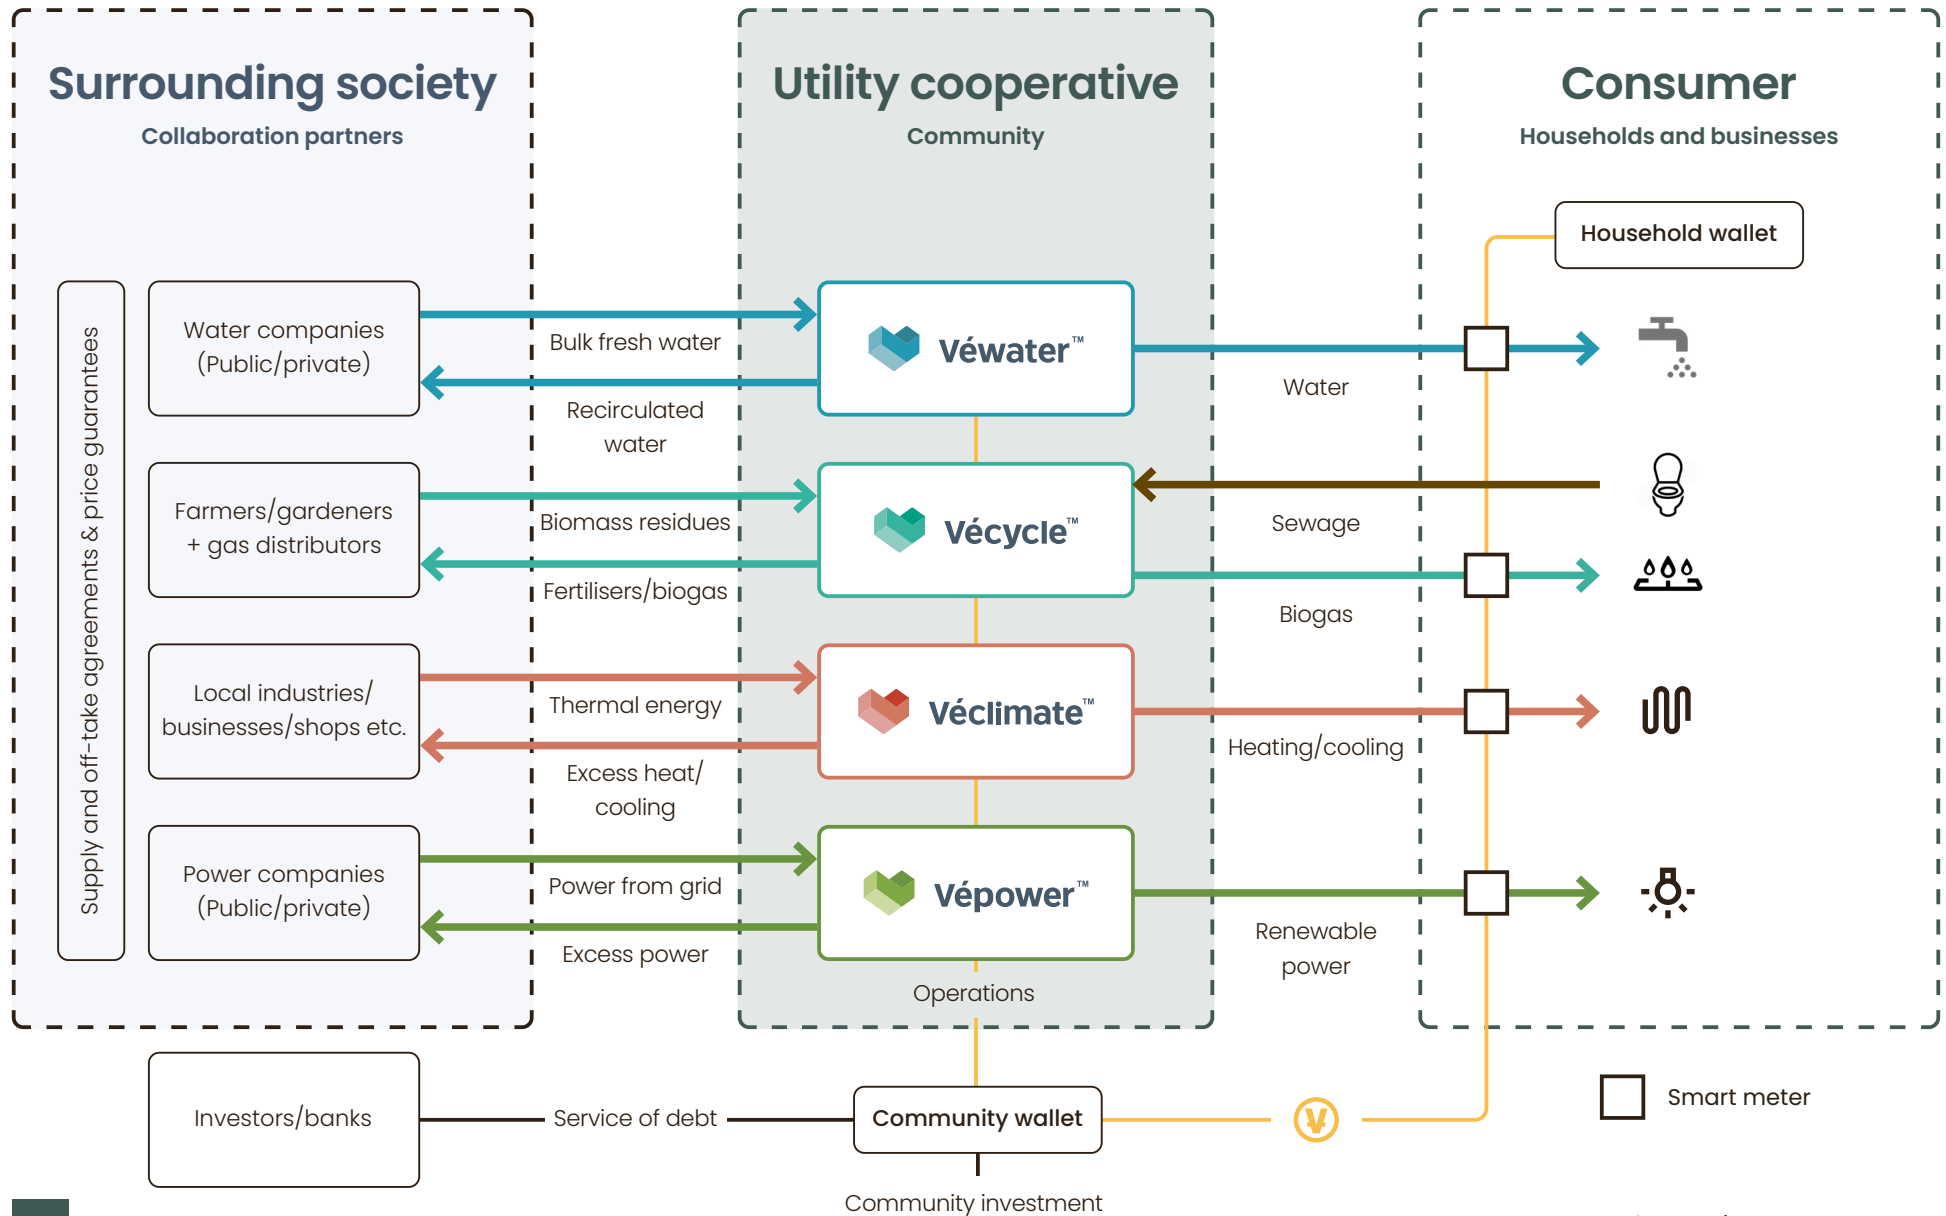 Surrounding society
Collaboration partners
Utility cooperative
Community
Consumer
Households and businesses
Household wallet
Supply and off-take agreements & price guarantees
Water companies
(Public/private)
Bulk fresh water
Recirculated
water
Véwater™
Water
Farmers/gardeners
+ gas distributors
Biomass residues
Fertilisers/biogas
Vécycle™
Sewage
Biogas
Local industries/
businesses/shops etc.
Thermal energy
Excess heat/
cooling
Véclimate™
Heating/cooling
Power companies
(Public/private)
Power from grid
Excess power
Vépower™
Renewable
power
Operations
Investors/banks
Service of debt
Community wallet
Smart meter
Community investment